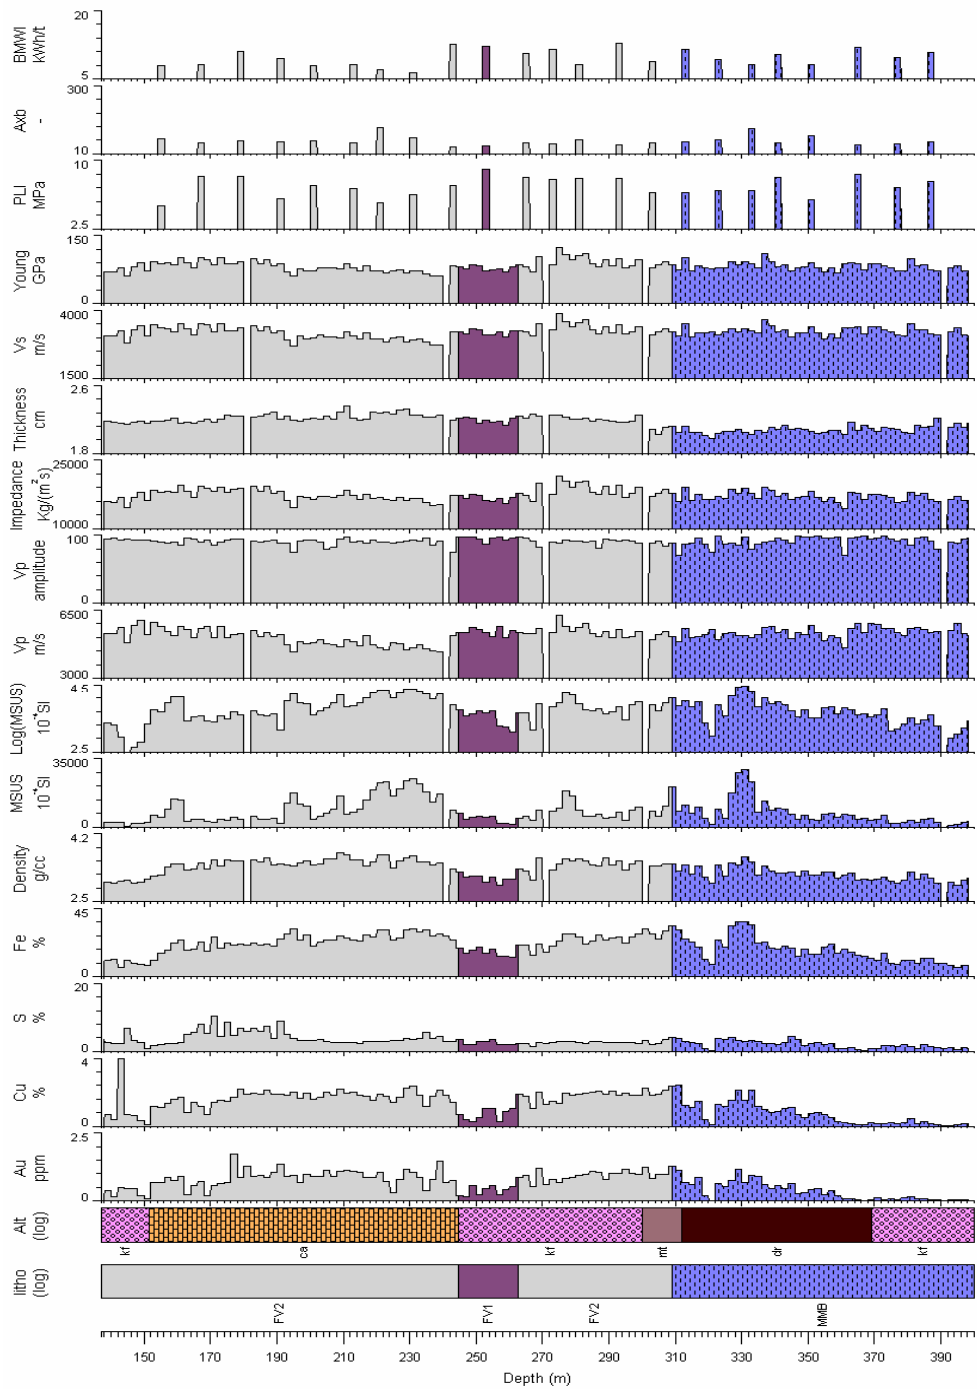 BMWI
kWh/t
20
5
Axb
-
300
10
PLI
MPa
10
2.5
Young
GPa
150
0
Vs
m/s
4000
1500
Thickness
cm
2.6
1.8
Impedance
Kg/(m²s)
25000
10000
Vp
amplitude
100
0
Vp
m/s
6500
3000
Log(MSUS)
10⁻⁴SI
4.5
2.5
MSUS
10⁻⁴SI
35000
0
Density
g/cc
4.2
2.5
Fe
%
45
0
S
%
20
0
Cu
%
4
0
Au
ppm
2.5
0
Alt
(log)
kf
ca
kf
mt
dr
kf
litho
(log)
FV2
FV1
FV2
MMB
150 170 190 210 230 250 270 290 310 330 350 370 390
Depth (m)